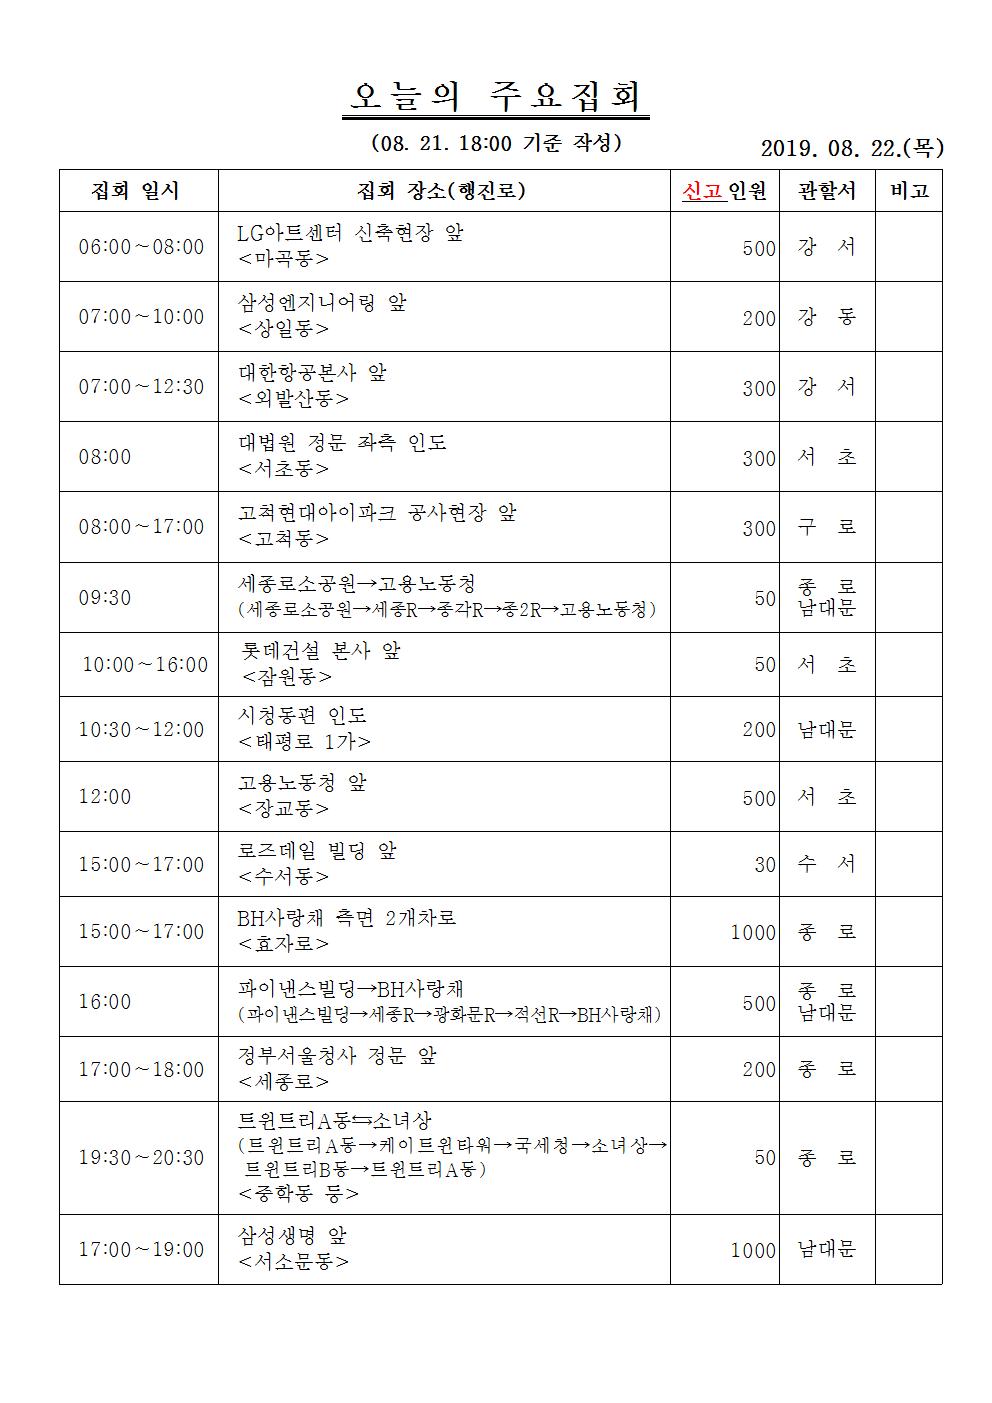 오늘의 주요집회
(08. 21. 18:00 기준 작성)
2019. 08. 22.(목)
집회 일시 집회 장소(행진로) 신고인원 관할서 비고
06:00~08:00 LG아트센터 신축현장 앞 500 강 서
<마곡동>
07:00~10:00 삼성엔지니어링 앞 200 강 동
<상일동>
07:00~12:30 대한항공본사 앞 300 강 서
<외발산동>
08:00 대법원 정문 좌측 인도 300 서 초
<서초동>
08:00~17:00 고척현대아이파크 공사현장 앞 300 구 로
<고척동>
09:30 세종로소공원→고용노동청 50 종 로
(세종로소공원→세종R→종각R→종2R→고용노동청) 남대문
10:00~16:00 롯데건설 본사 앞 50 서 초
<잠원동>
10:30~12:00 시청동편 인도 200 남대문
<태평로 1가>
12:00 고용노동청 앞 500 서 초
<장교동>
15:00~17:00 로즈데일 빌딩 앞 30 수 서
<수서동>
15:00~17:00 BH사랑채 측면 2개차로 1000 종 로
<효자로>
16:00 파이낸스빌딩→BH사랑채 500 종 로
(파이낸스빌딩→세종R→광화문R→적선R→BH사랑채) 남대문
17:00~18:00 정부서울청사 정문 앞 200 종 로
<세종로>
19:30~20:30 트윈트리A동⇆소녀상 50 종 로
(트윈트리A동→케이트윈타워→국세청→소녀상→
트윈트리B동→트윈트리A동)
<중학동 등>
17:00~19:00 삼성생명 앞 1000 남대문
<서소문동>